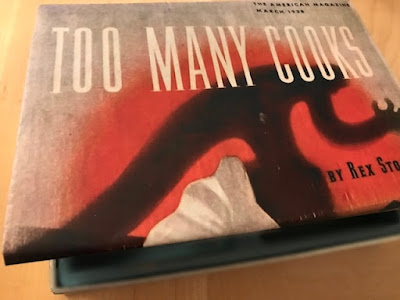 THE AMERICAN MAGAZINE
MARCH 1938
TOO MANY COOKS
BY REX STO